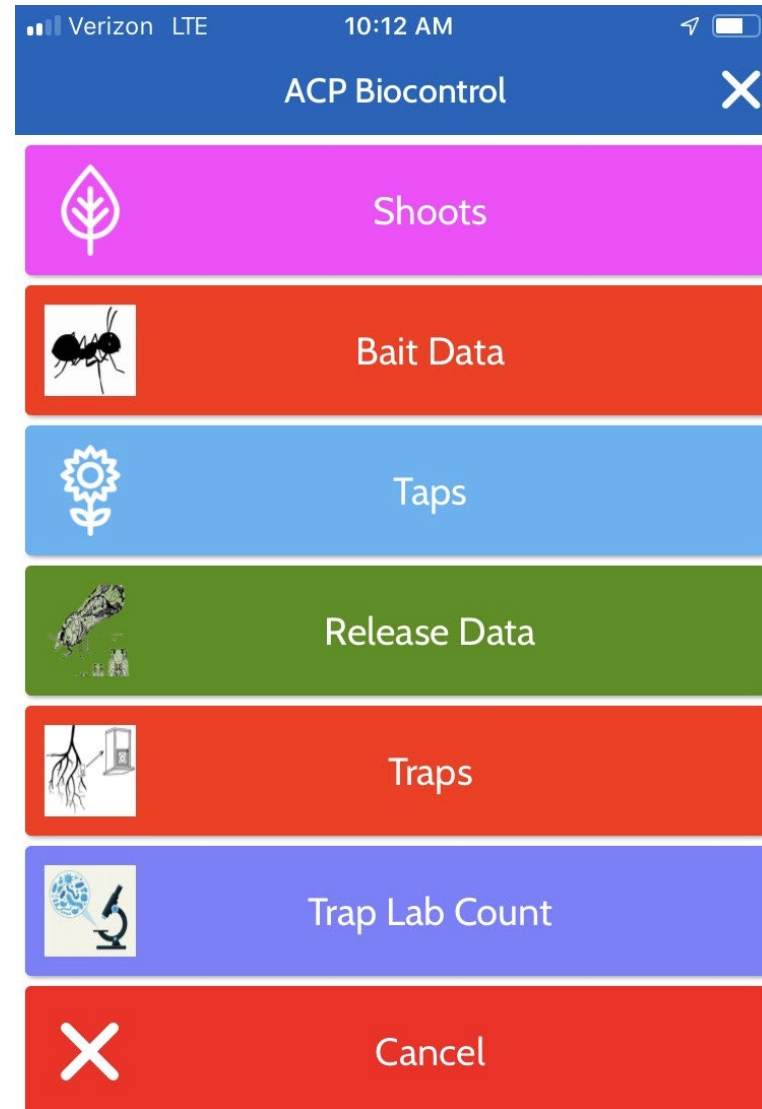 Verizon LTE 10:12 AM
ACP Biocontrol
Shoots
Bait Data
Taps
Release Data
Traps
Trap Lab Count
Cancel